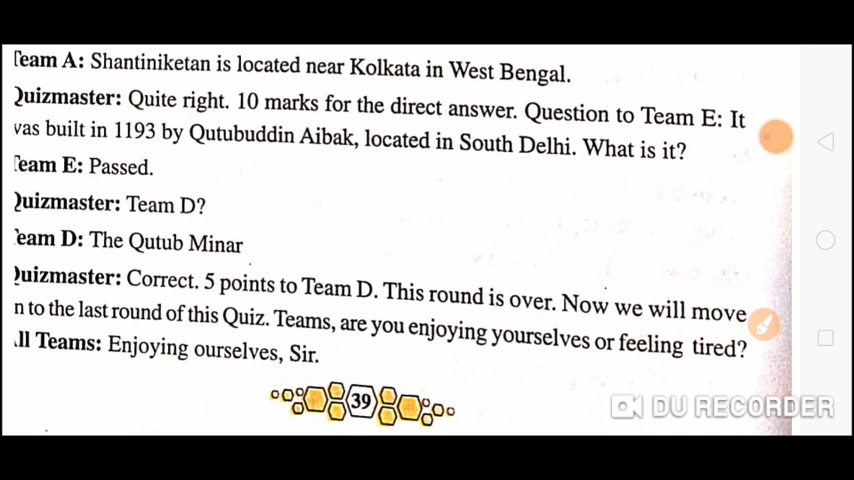 Team A: Shantiniketan is located near Kolkata in West Bengal.
Quizmaster: Quite right. 10 marks for the direct answer. Question to Team E: It
was built in 1193 by Qutubuddin Aibak, located in South Delhi. What is it?
Team E: Passed.
Quizmaster: Team D?
Team D: The Qutub Minar
Quizmaster: Correct. 5 points to Team D. This round is over. Now we will move
n to the last round of this Quiz. Teams, are you enjoying yourselves or feeling tired?
All Teams: Enjoying ourselves, Sir.
39
DU RECORDER